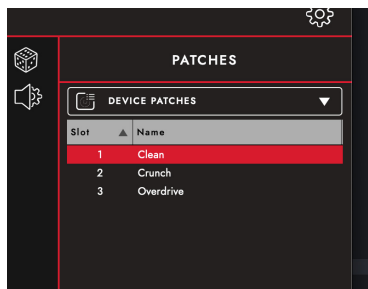 PATCHES
DEVICE PATCHES
Slot Name
1 Clean
2 Crunch
3 Overdrive